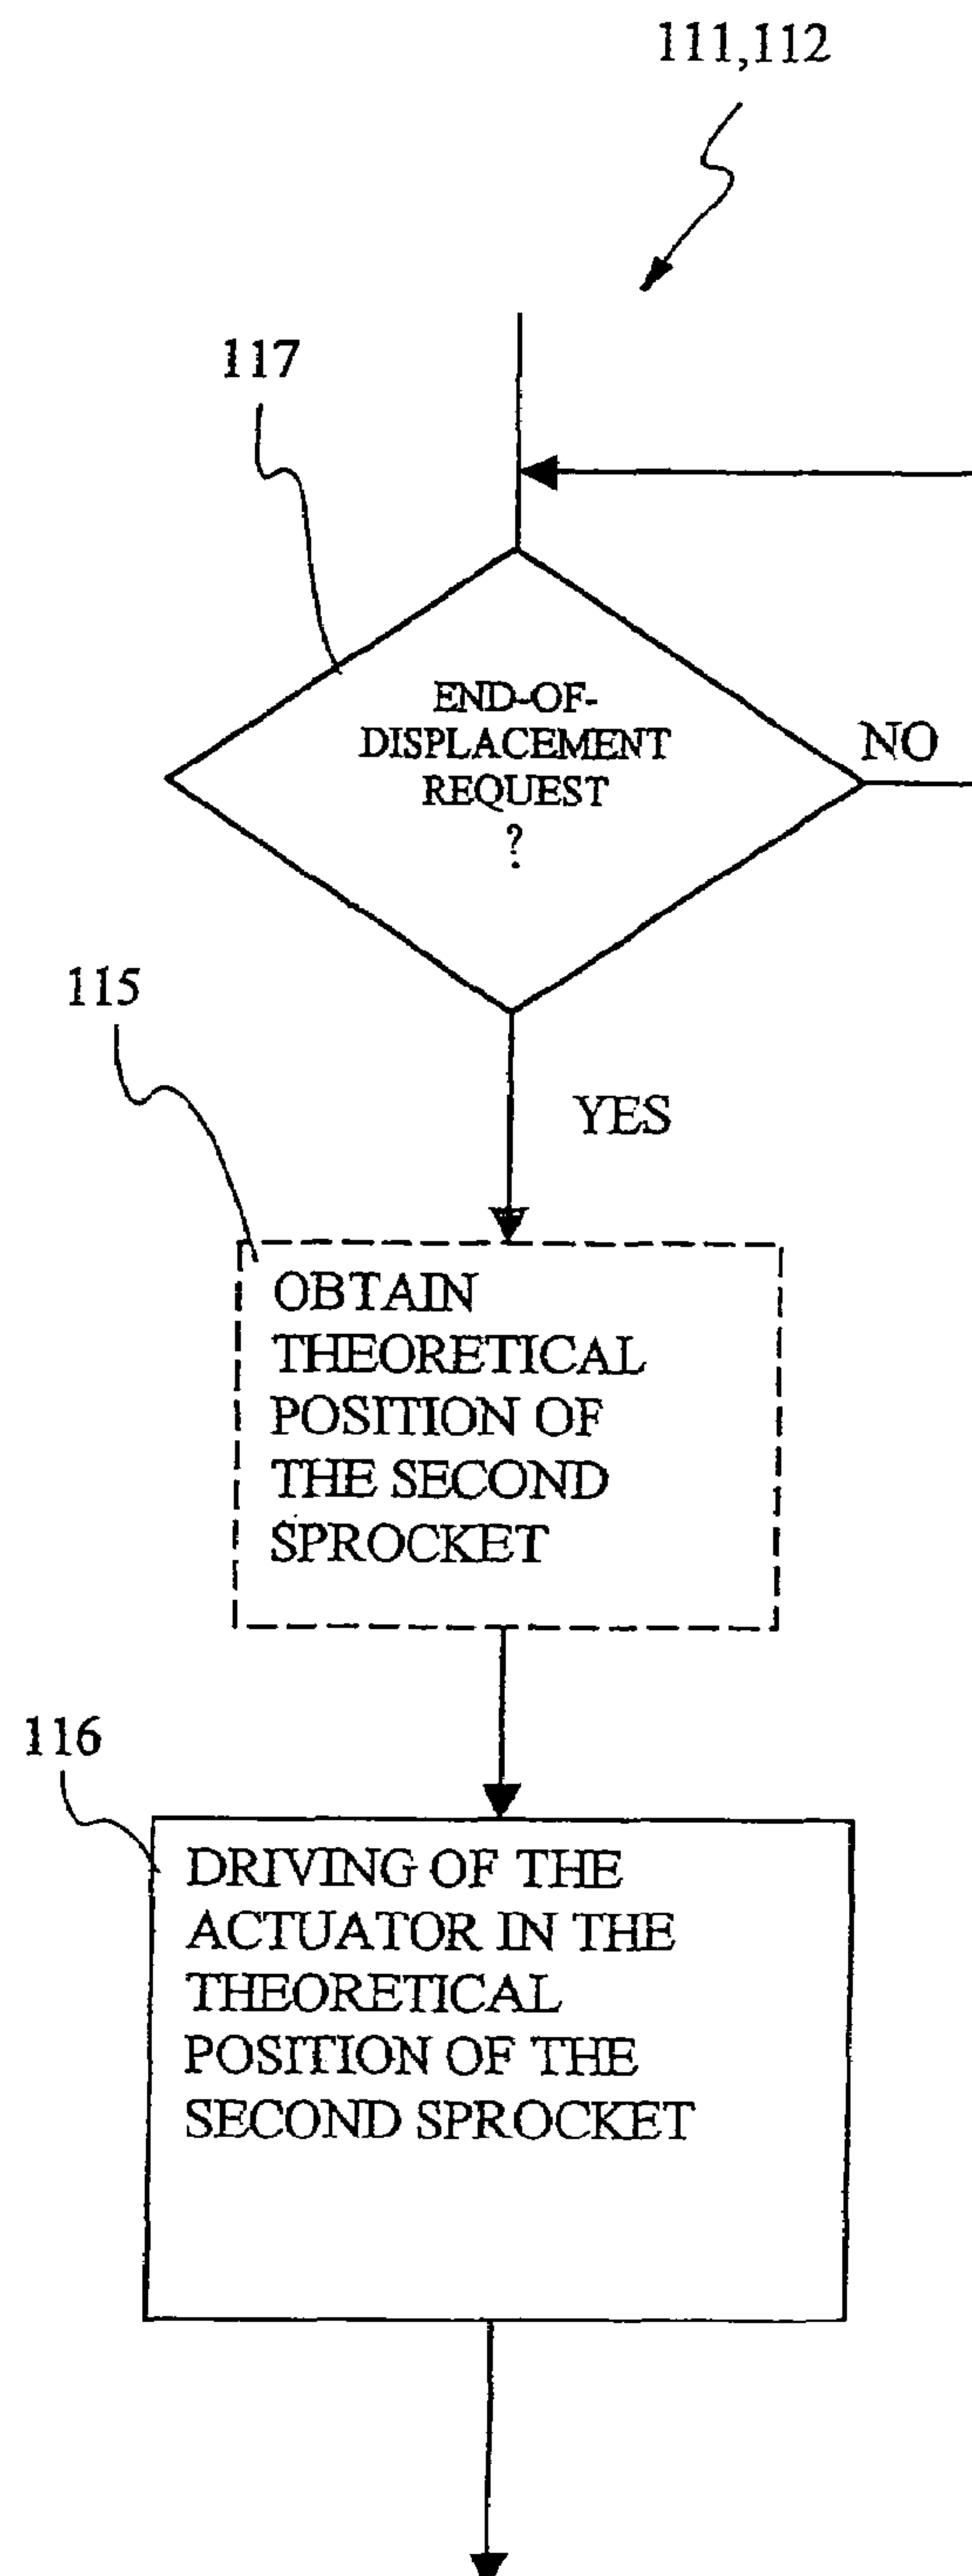 111,112
117
END-OF-
DISPLACEMENT
REQUEST
?
NO
115
YES
OBTAIN
THEORETICAL
POSITION OF
THE SECOND
SPROCKET
116
DRIVING OF THE
ACTUATOR IN THE
THEORETICAL
POSITION OF THE
SECOND SPROCKET